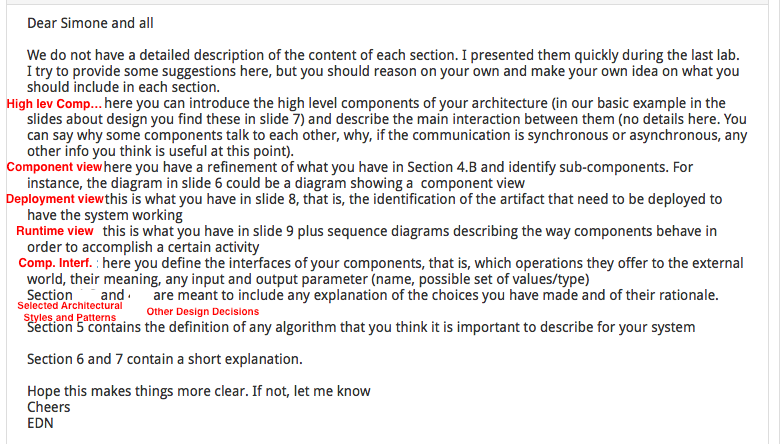 Dear Simone and all
We do not have a detailed description of the content of each section. I presented them quickly during the last lab.
I try to provide some suggestions here, but you should reason on your own and make your own idea on what you
should include in each section.
High lev Comp... here you can introduce the high level components of your architecture (in our basic example in the
slides about design you find these in slide 7) and describe the main interaction between them (no details here. You
can say why some components talk to each other, why, if the communication is synchronous or asynchronous, any
other info you think is useful at this point).
Component view here you have a refinement of what you have in Section 4.B and identify sub-components. For
instance, the diagram in slide 6 could be a diagram showing a component view
Deployment view this is what you have in slide 8, that is, the identification of the artifact that need to be deployed to
have the system working
Runtime view this is what you have in slide 9 plus sequence diagrams describing the way components behave in
order to accomplish a certain activity
Comp. Interf. : here you define the interfaces of your components, that is, which operations they offer to the external
world, their meaning, any input and output parameter (name, possible set of values/type)
Section and are meant to include any explanation of the choices you have made and of their rationale.
Selected Architectural
Styles and Patterns
Other Design Decisions
Section 5 contains the definition of any algorithm that you think it is important to describe for your system
Section 6 and 7 contain a short explanation.
Hope this makes things more clear. If not, let me know
Cheers
EDN